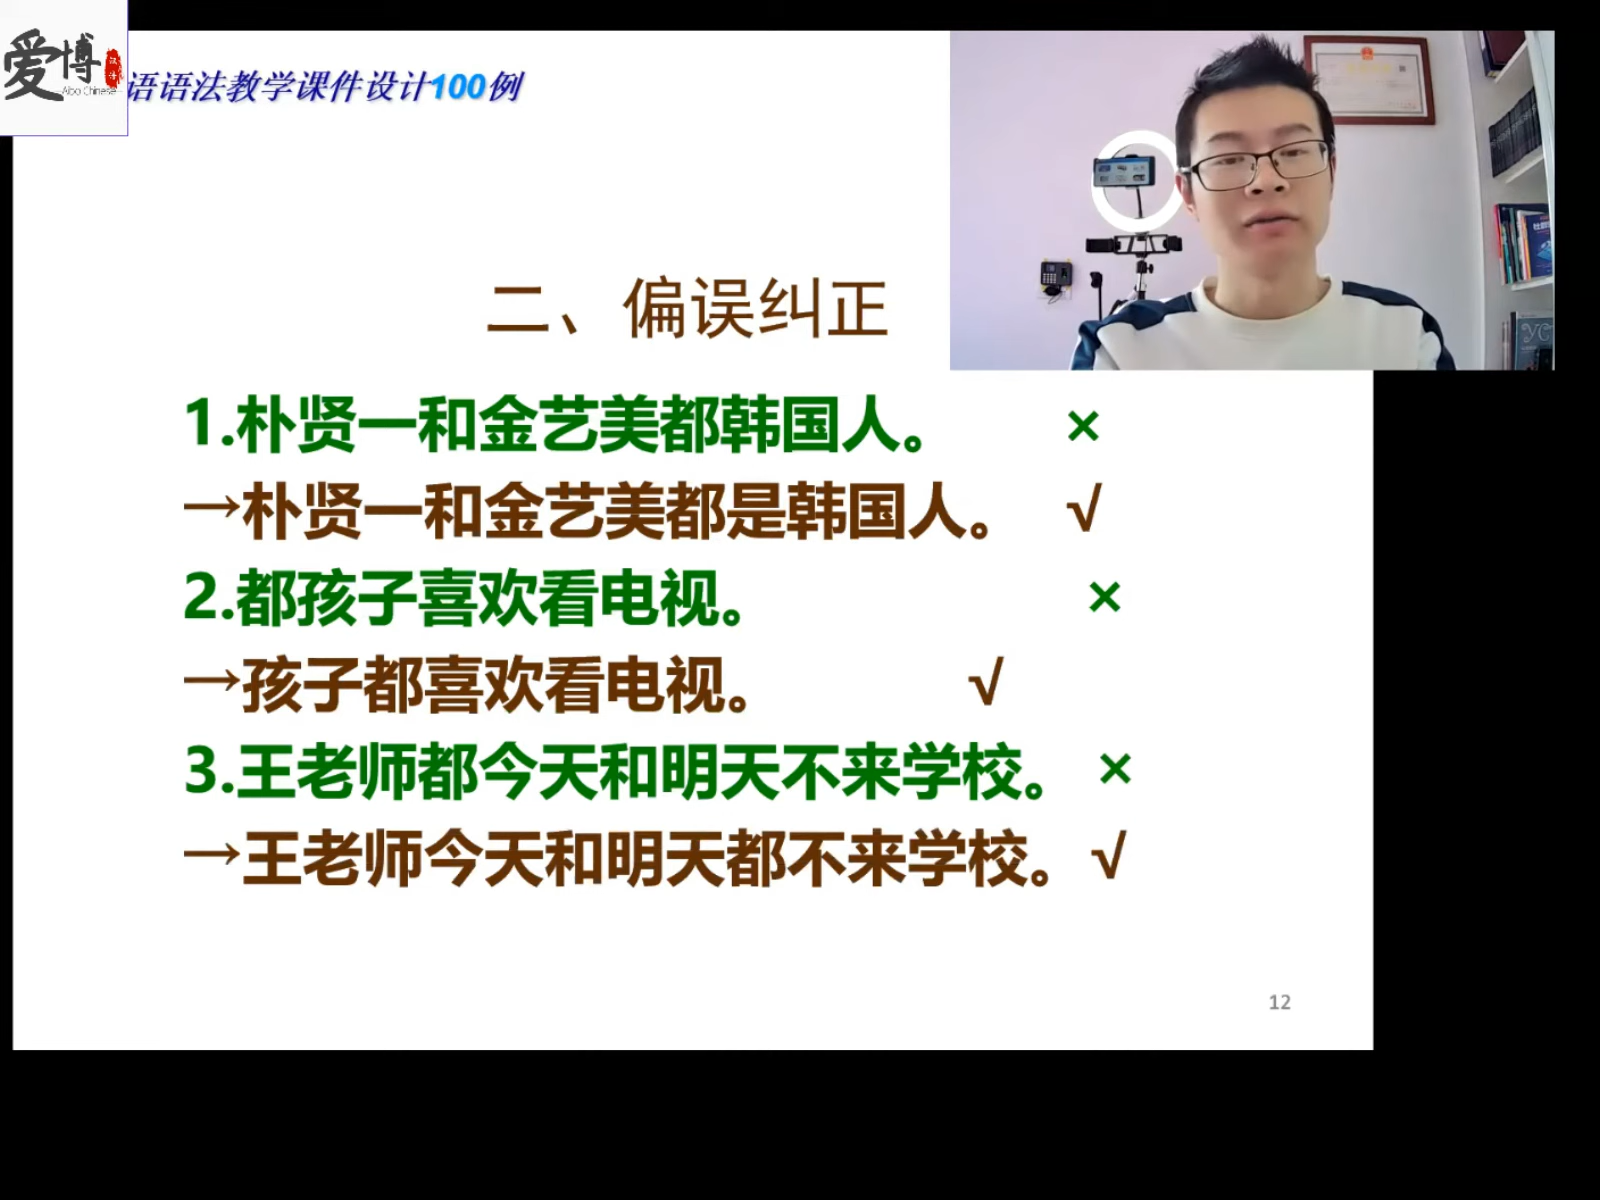 爱博
汉语
Aibo Chinese
语语法教学课件设计100例
二、偏误纠正
1.朴贤一和金艺美都韩国人。 ×
→朴贤一和金艺美都是韩国人。 √
2.都孩子喜欢看电视。 ×
→孩子都喜欢看电视。 √
3.王老师都今天和明天不来学校。 ×
→王老师今天和明天都不来学校。 √
12